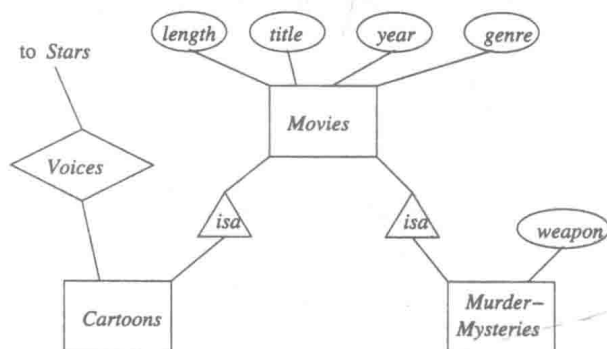 length
title
year
genre
to Stars
Movies
Voices
isa
isa
weapon
Cartoons
Murder–
Mysteries